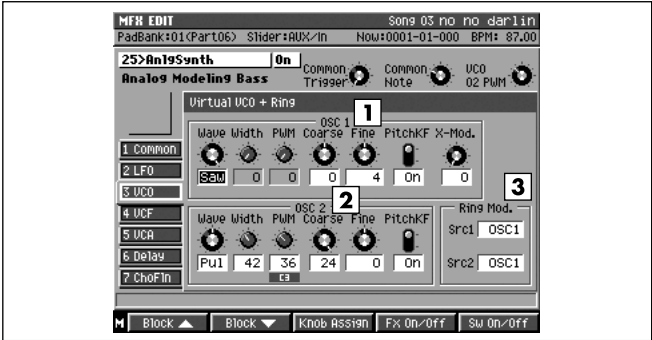 MFX EDIT Song 03 no no darlin
PadBank:01(Part06) Slider:AUX/In Now:0001-01-000 BPM: 87.00
25>AnlgSynth On
Analog Modeling Bass
Common Trigger
Common Note
VCO 02 PWM
Virtual VCO + Ring
1
OSC 1
Wave Width PWM Coarse Fine PitchKF X-Mod.
Saw 0 0 0 4 On 0
1 Common
2 LFO
3 VCO
4 VCF
5 VCA
6 Delay
7 ChoFln
2
OSC 2
Wave Width PWM Coarse Fine PitchKF
Pul 42 36 24 0 On
C3
3
Ring Mod.
Src1 OSC1
Src2 OSC1
M Block ▲ Block ▼ Knob Assign FX On/Off SW On/Off